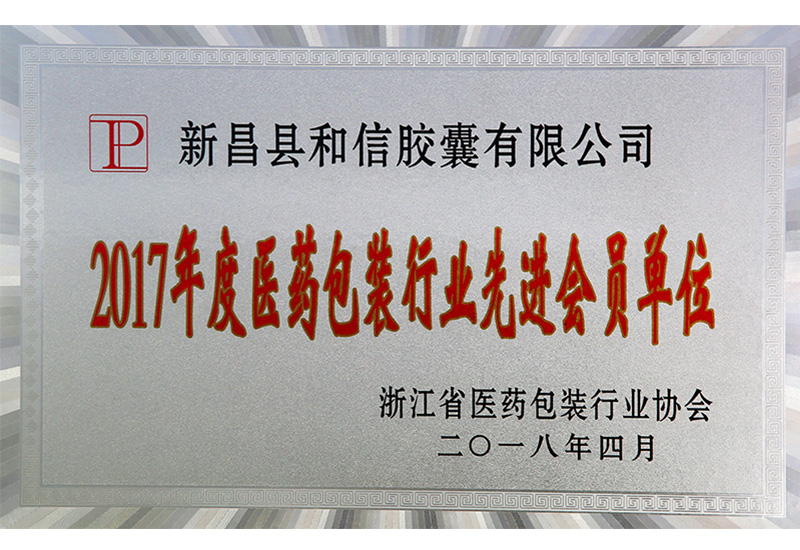 P 新昌县和信胶囊有限公司
2017年度医药包装行业先进会员单位
浙江省医药包装行业协会
二〇一八年四月